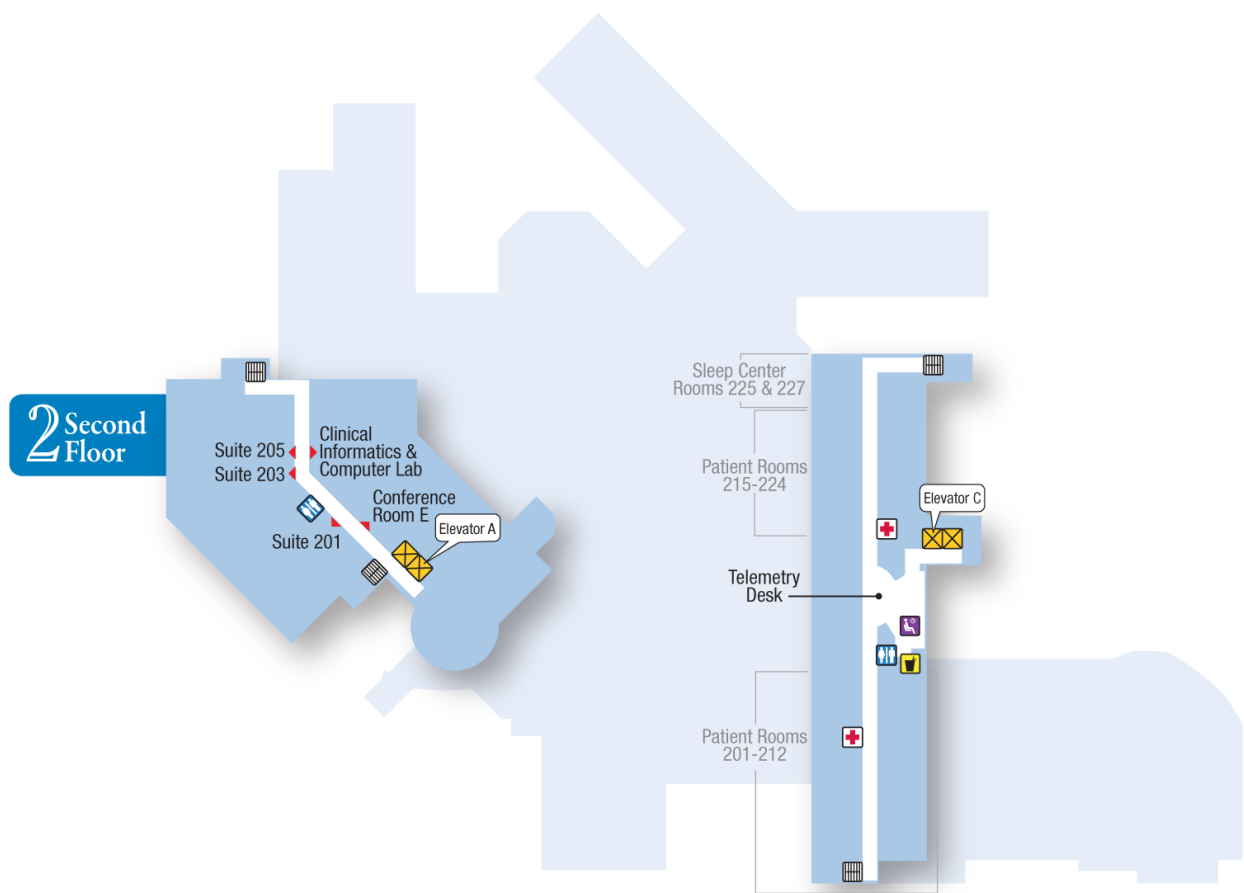 2 Second
Floor
Suite 205
Suite 203
Clinical
Informatics &
Computer Lab
Conference
Room E
Suite 201
Elevator A
Sleep Center
Rooms 225 & 227
Patient Rooms
215-224
Elevator C
Telemetry
Desk
Patient Rooms
201-212